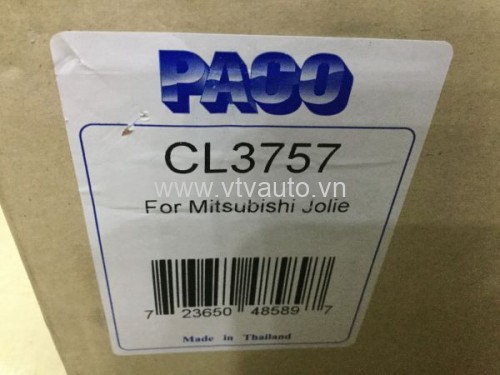 PACO
CL3757
www.vtvauto.vn
For Mitsubishi Jolie
7 23650 48589 7
Made in Thailand